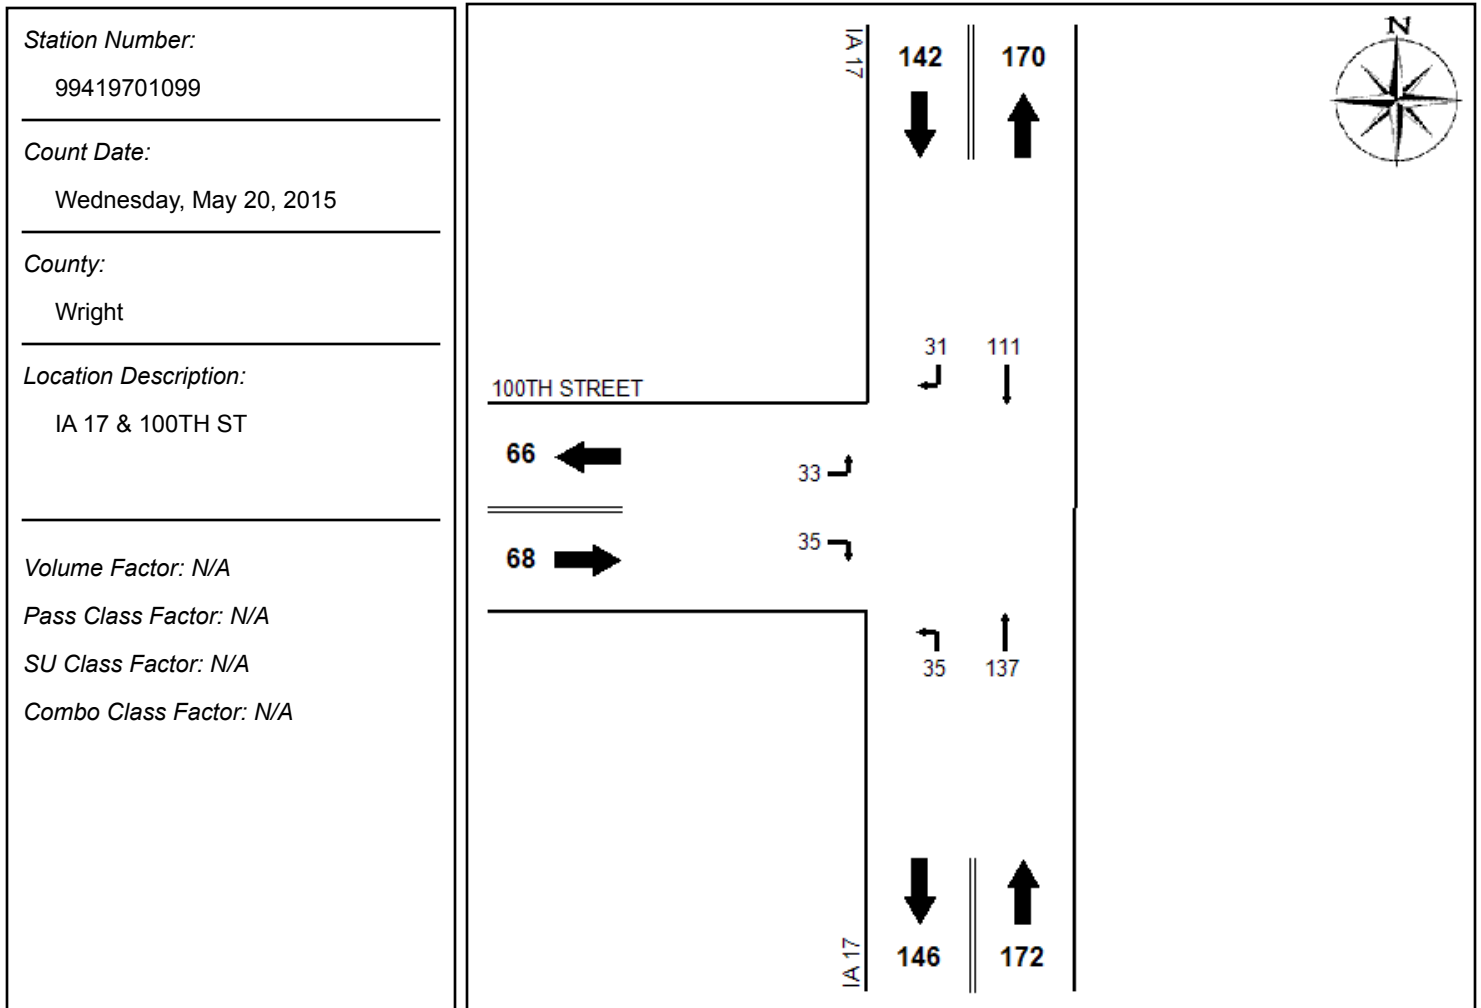 Station Number:
99419701099
Count Date:
Wednesday, May 20, 2015
County:
Wright
Location Description:
IA 17 & 100TH ST
Volume Factor: N/A
Pass Class Factor: N/A
SU Class Factor: N/A
Combo Class Factor: N/A
N
IA 17
142 170
31 111
100TH STREET
66
33
35
68
35 137
IA 17
146 172